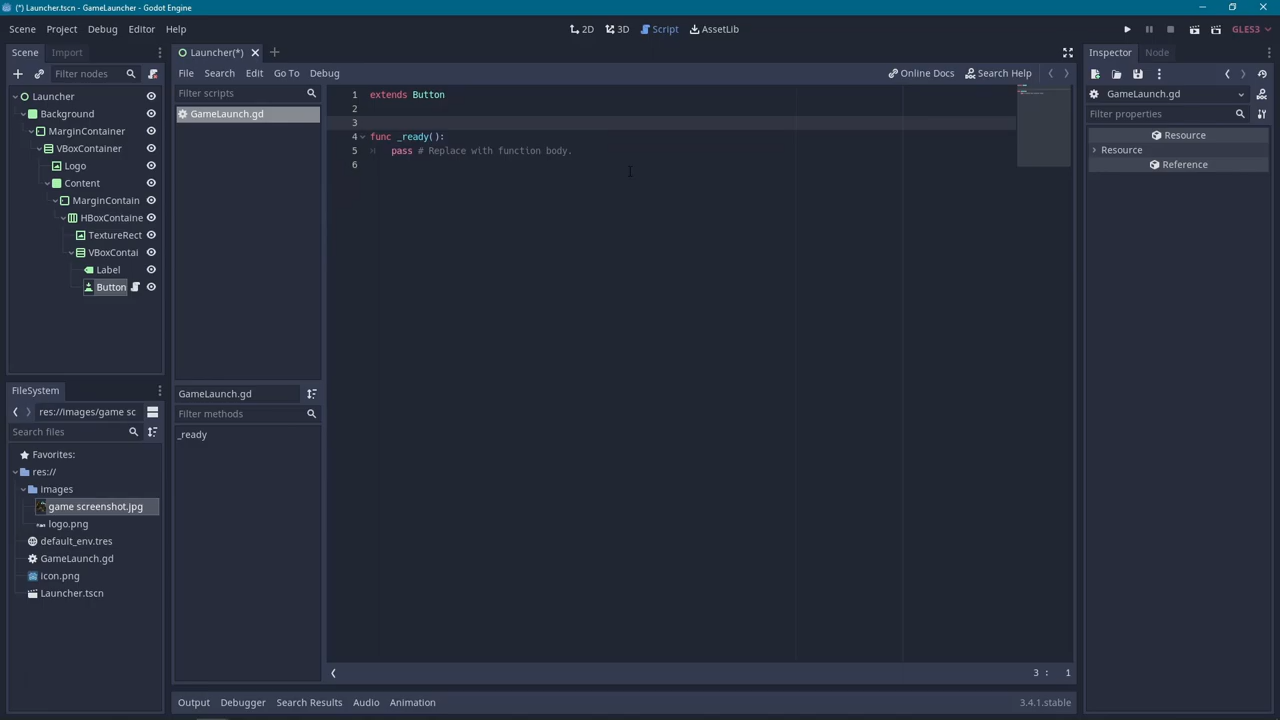 (*) Launcher.tscn - GameLauncher - Godot Engine
Scene Project Debug Editor Help
2D 3D Script AssetLib
GLES3
Scene Import
Filter nodes
Launcher
Background
MarginContainer
VBoxContainer
Logo
Content
MarginContain
HBoxContaine
TextureRect
VBoxContai
Label
Button
FileSystem
res://Images/game sc
Search files
Favorites:
res://
Images
game screenshot.jpg
logo.png
default_env.tres
GameLaunch.gd
icon.png
Launcher.tscn
Launcher(*)
File Search Edit Go To Debug
Online Docs Search Help
Filter scripts
GameLaunch.gd
GameLaunch.gd
Filter methods
_ready
1 extends Button
2
3
4 func _ready():
5 pass # Replace with function body.
6
3 : 1
Output Debugger Search Results Audio Animation
3.4.1.stable
Inspector Node
GameLaunch.gd
Filter properties
Resource
Resource
Reference